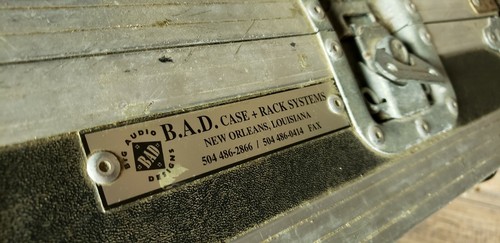 BIG AUDIO
B.A.D.
DESIGNS
B.A.D. CASE + RACK SYSTEMS
NEW ORLEANS, LOUISIANA
504 486-2866 / 504 486-0414 FAX